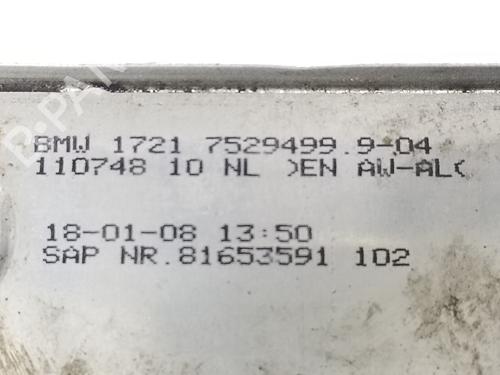 BMW 1721 7529499.9-04
110748 10 NL )EN AW-AL(
18-01-08 13:50
SAP NR.81653591 102